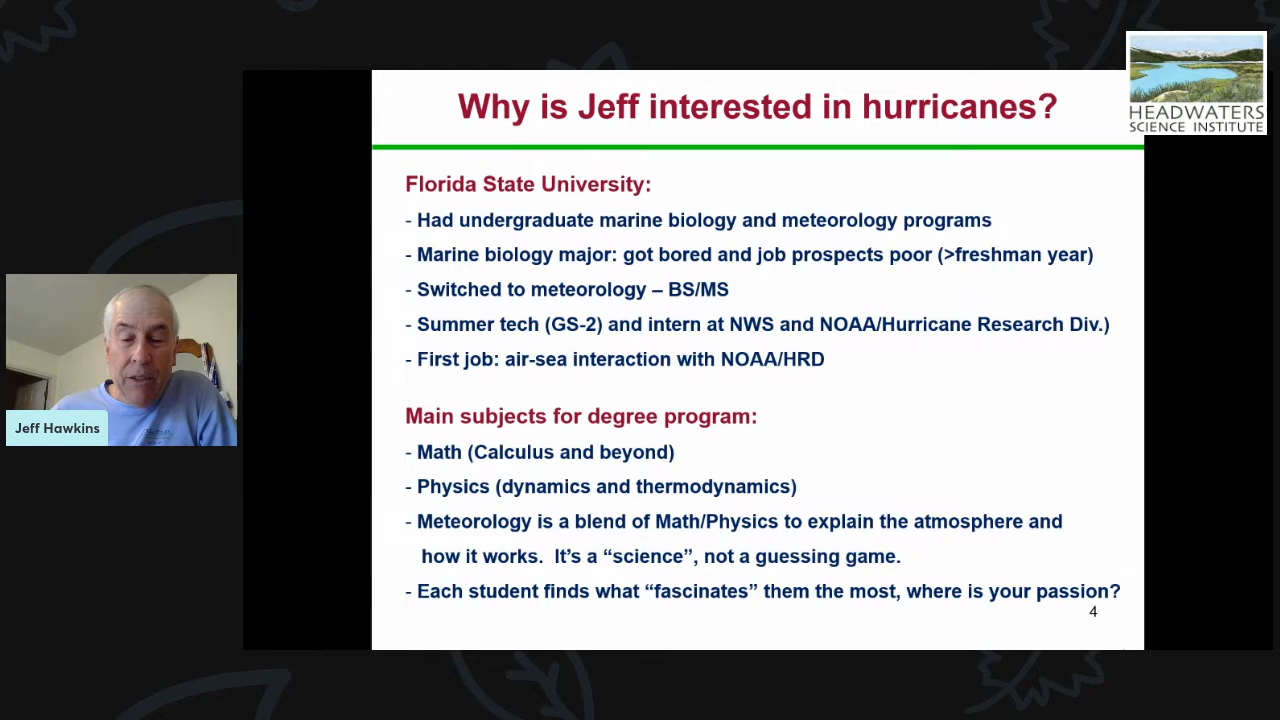 Why is Jeff interested in hurricanes?
HEADWATERS
SCIENCE INSTITUTE
Florida State University:
- Had undergraduate marine biology and meteorology programs
- Marine biology major: got bored and job prospects poor (>freshman year)
- Switched to meteorology – BS/MS
- Summer tech (GS-2) and intern at NWS and NOAA/Hurricane Research Div.)
- First job: air-sea interaction with NOAA/HRD
Main subjects for degree program:
- Math (Calculus and beyond)
- Physics (dynamics and thermodynamics)
- Meteorology is a blend of Math/Physics to explain the atmosphere and
how it works. It's a “science”, not a guessing game.
- Each student finds what “fascinates” them the most, where is your passion?
4
Jeff Hawkins